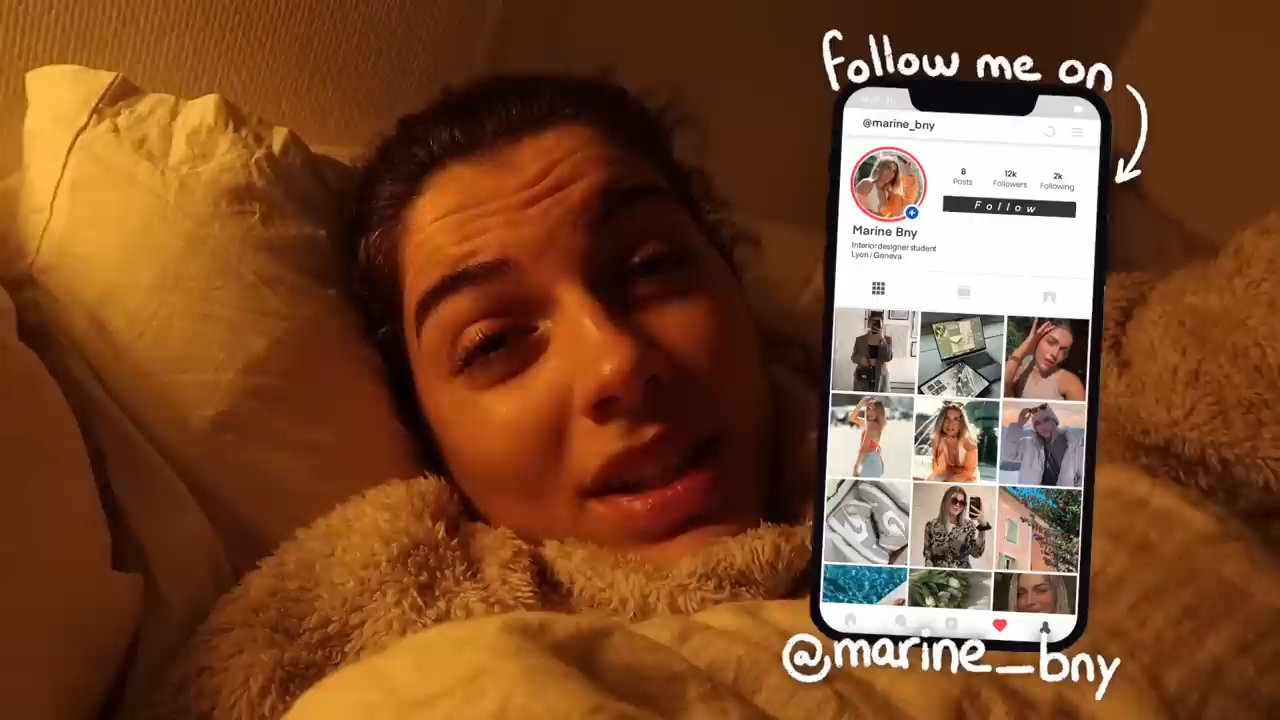 Follow me on
@marine_bny
8 12k 2k
Posts Followers Following
Follow
Marine Bny
Interior designer student
Lyon / Geneva
@marine_bny